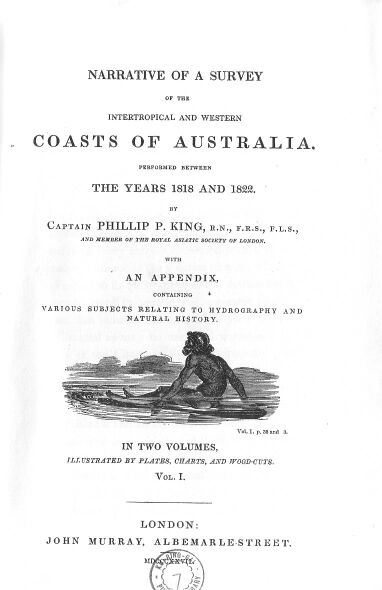 NARRATIVE OF A SURVEY
OF THE
INTERTROPICAL AND WESTERN
COASTS OF AUSTRALIA.
PERFORMED BETWEEN
THE YEARS 1818 AND 1822.
BY
CAPTAIN PHILLIP P. KING, R.N., F.R.S., F.L.S.,
AND MEMBER OF THE ROYAL ASIATIC SOCIETY OF LONDON.
WITH
AN APPENDIX,
CONTAINING
VARIOUS SUBJECTS RELATING TO HYDROGRAPHY AND
NATURAL HISTORY.
Vol. I. p. 38 and 3.
IN TWO VOLUMES,
ILLUSTRATED BY PLATES, CHARTS, AND WOOD-CUTS.
VOL. I.
LONDON:
JOHN MURRAY, ALBEMARLE-STREET.
7